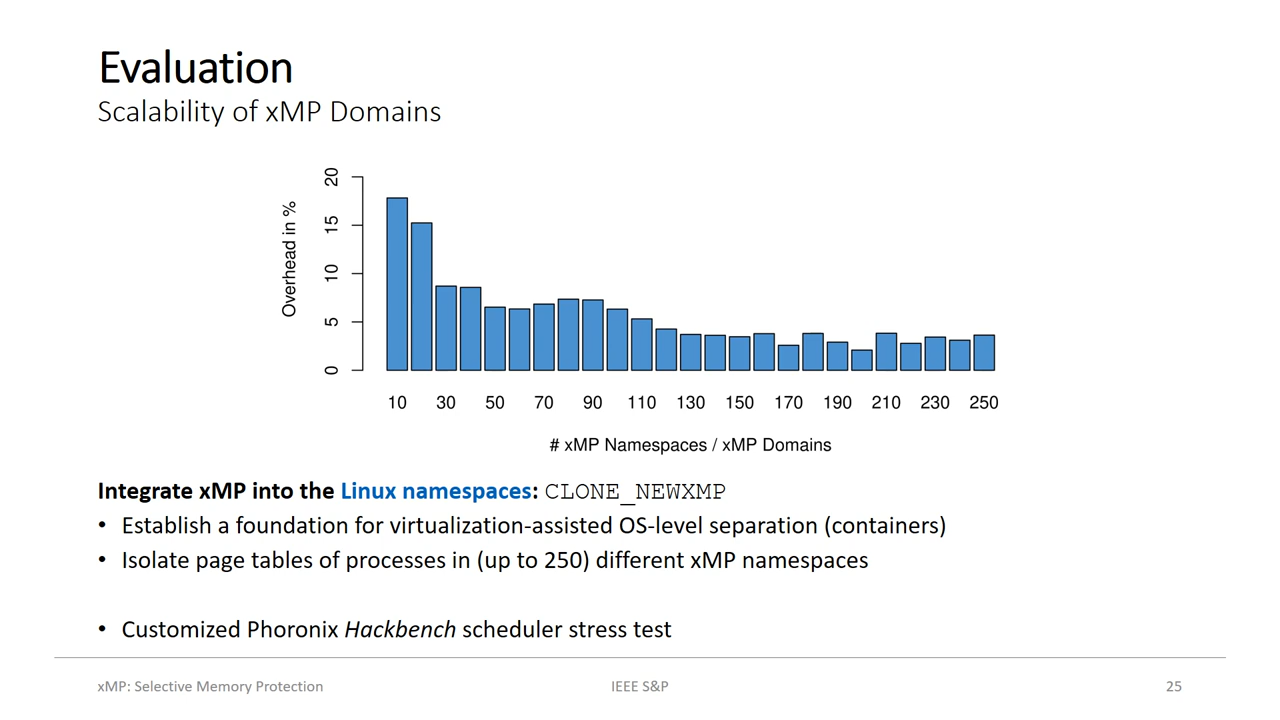 Evaluation
Scalability of xMP Domains
Overhead in %
20
15
10
5
0
10 30 50 70 90 110 130 150 170 190 210 230 250
# xMP Namespaces / xMP Domains
Integrate xMP into the Linux namespaces: CLONE_NEWXMP
• Establish a foundation for virtualization-assisted OS-level separation (containers)
• Isolate page tables of processes in (up to 250) different xMP namespaces
• Customized Phoronix Hackbench scheduler stress test
xMP: Selective Memory Protection IEEE S&P 25